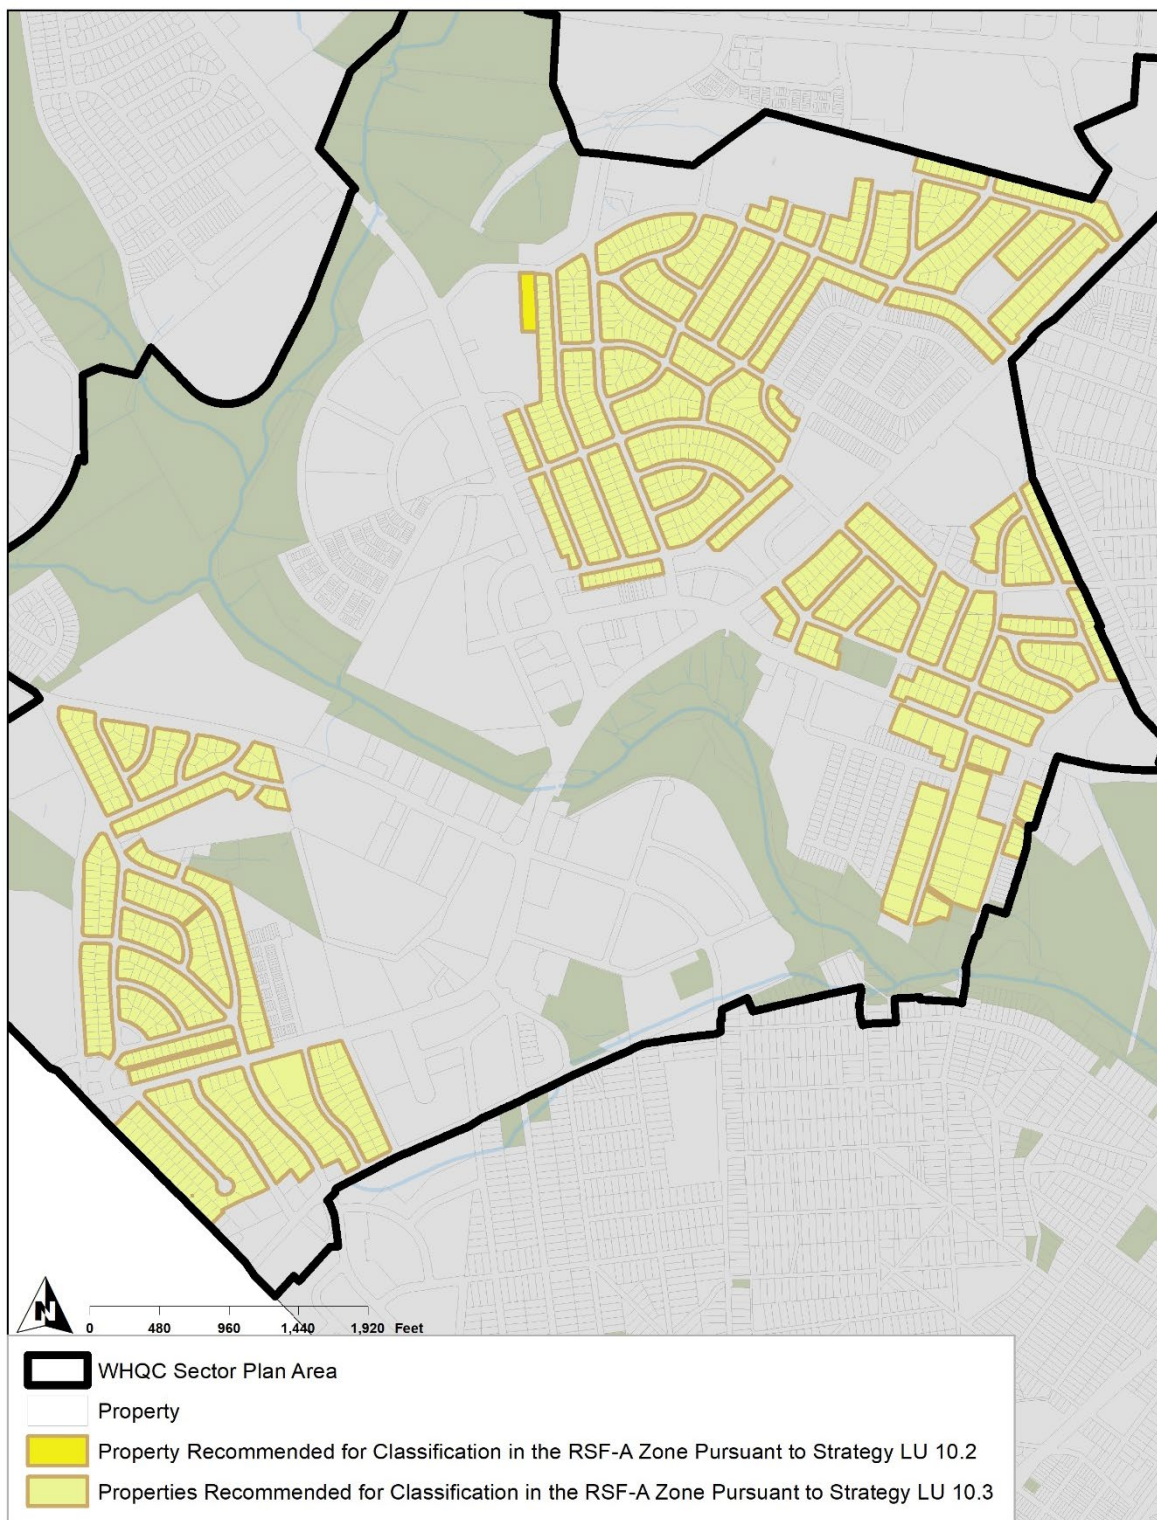 N
0 480 960 1,440 1,920 Feet
WHQC Sector Plan Area
Property
Property Recommended for Classification in the RSF-A Zone Pursuant to Strategy LU 10.2
Properties Recommended for Classification in the RSF-A Zone Pursuant to Strategy LU 10.3